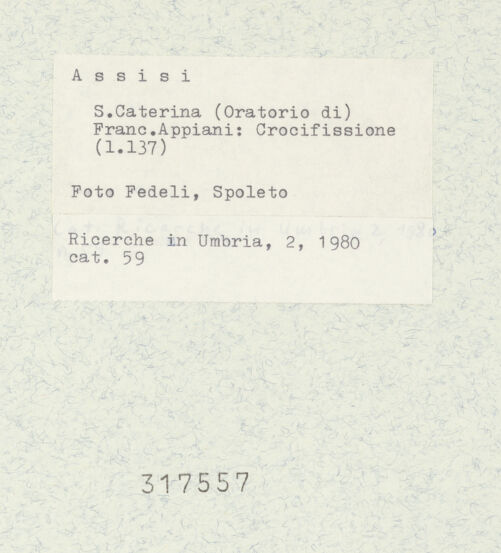 Assisi
S.Caterina (Oratorio di)
Franc.Appiani: Crocifissione
(1.137)
Foto Fedeli, Spoleto
Ricerche in Umbria, 2, 1980
cat. 59
317557